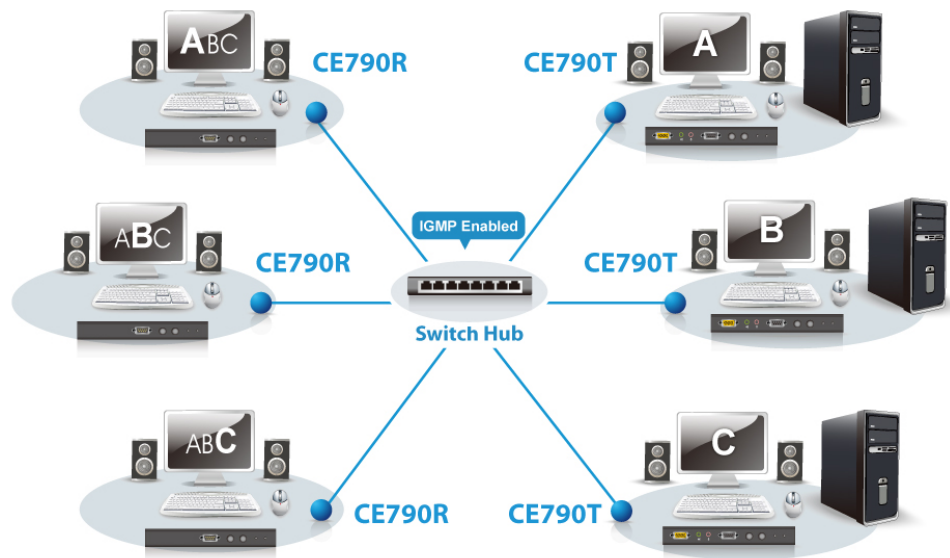 ABC
CE790R
CE790T
A
ABC
CE790R
IGMP Enabled
Switch Hub
CE790T
B
ABC
CE790R
CE790T
C